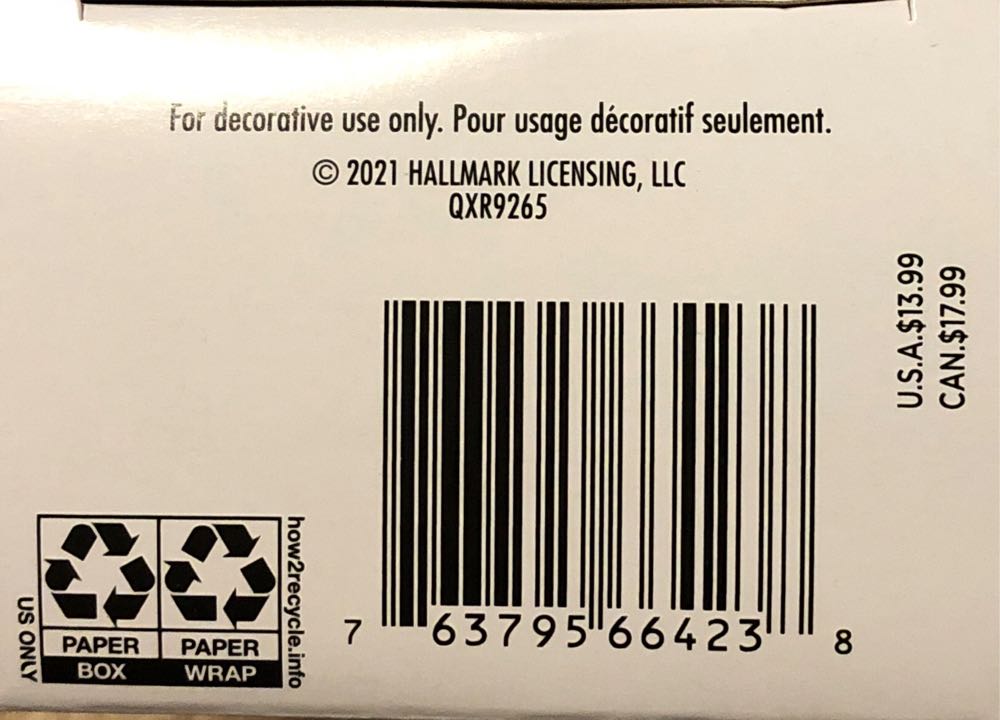 For decorative use only. Pour usage décoratif seulement.
© 2021 HALLMARK LICENSING, LLC
QXR9265
U.S.A.$13.99
CAN.$17.99
7 63795 66423 8
how2recycle.info
US ONLY
PAPER PAPER
BOX WRAP